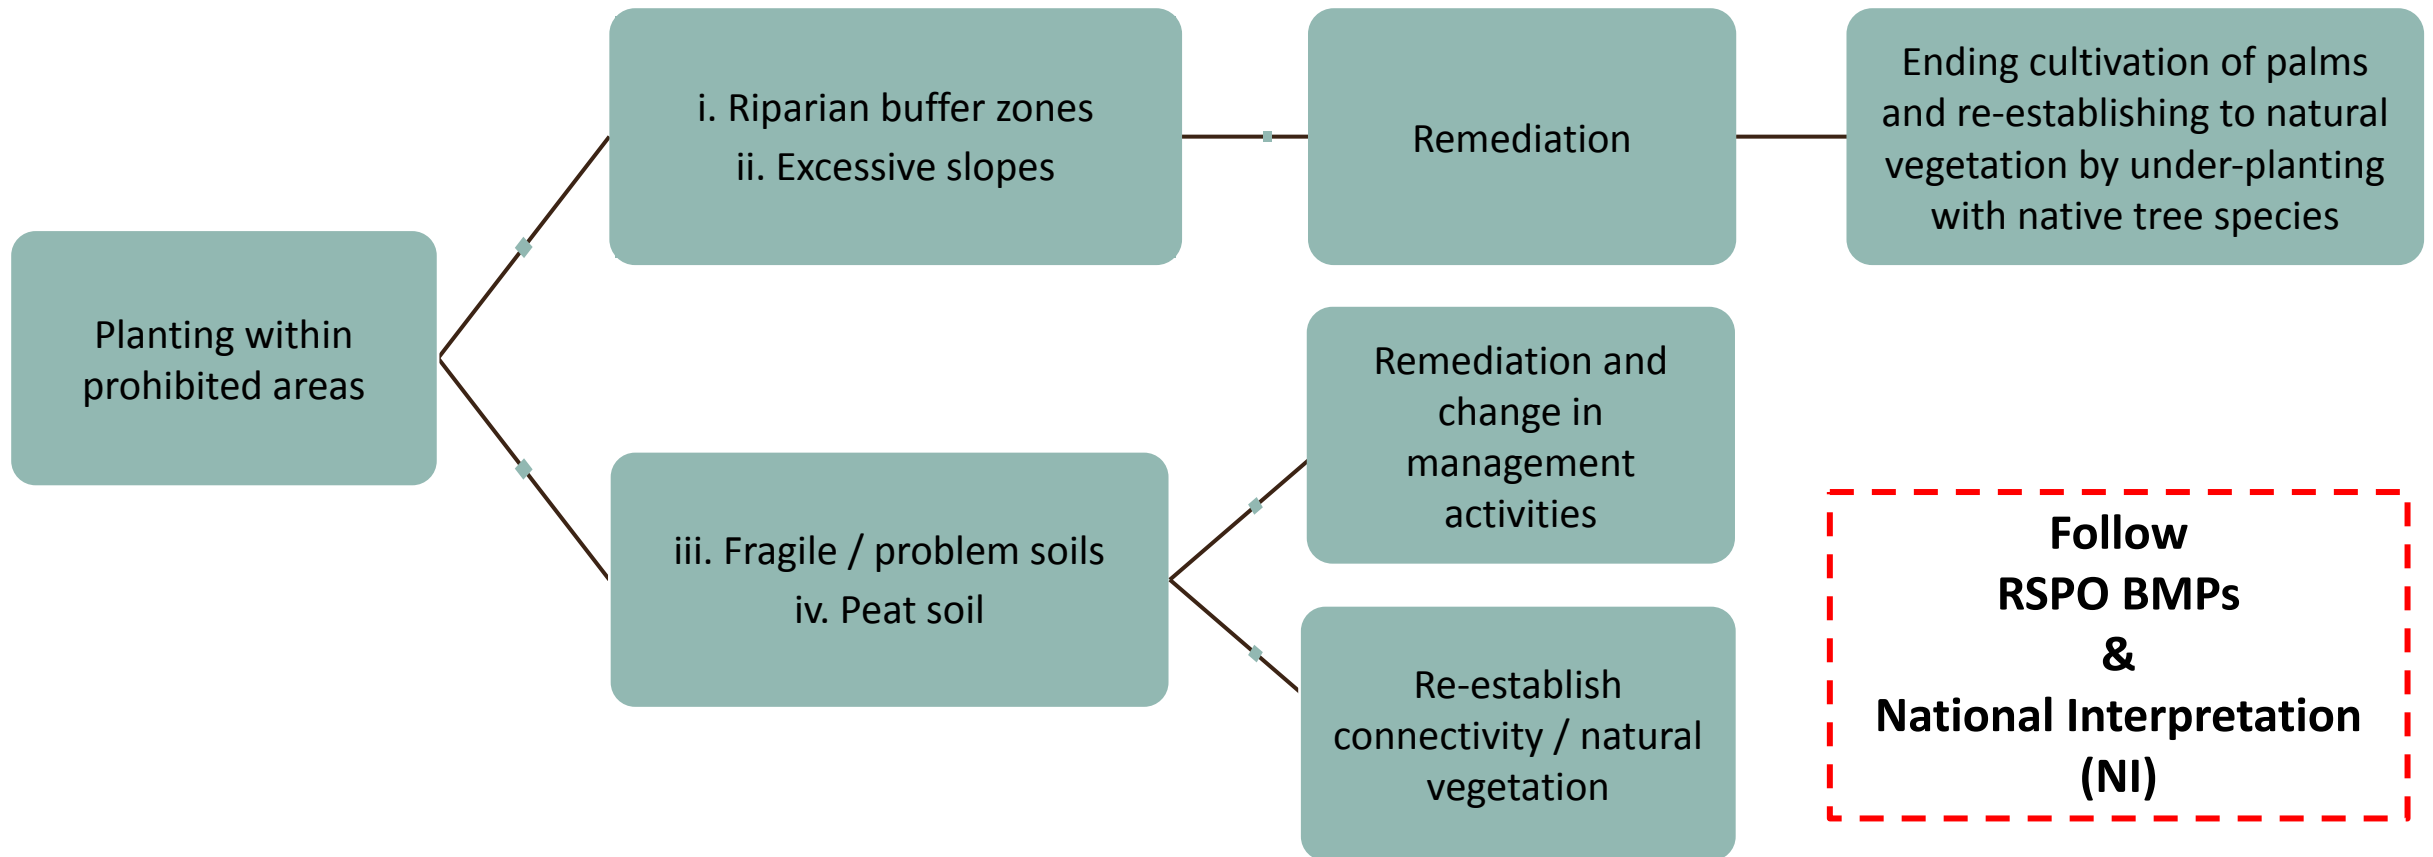 Planting within
prohibited areas
i. Riparian buffer zones
ii. Excessive slopes
Remediation
Ending cultivation of palms
and re-establishing to natural
vegetation by under-planting
with native tree species
iii. Fragile / problem soils
iv. Peat soil
Remediation and
change in
management
activities
Re-establish
connectivity / natural
vegetation
Follow
RSPO BMPs
&
National Interpretation
(NI)